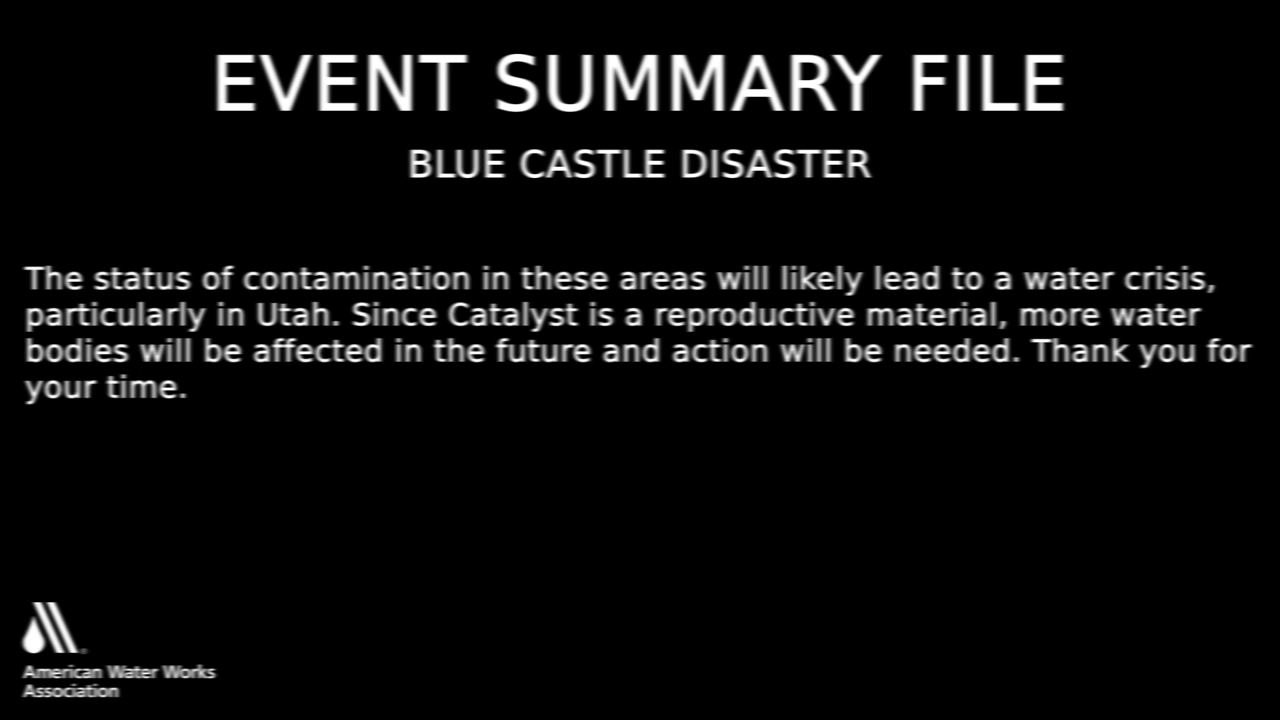 EVENT SUMMARY FILE
BLUE CASTLE DISASTER
The status of contamination in these areas will likely lead to a water crisis,
particularly in Utah. Since Catalyst is a reproductive material, more water
bodies will be affected in the future and action will be needed. Thank you for
your time.
American Water Works
Association